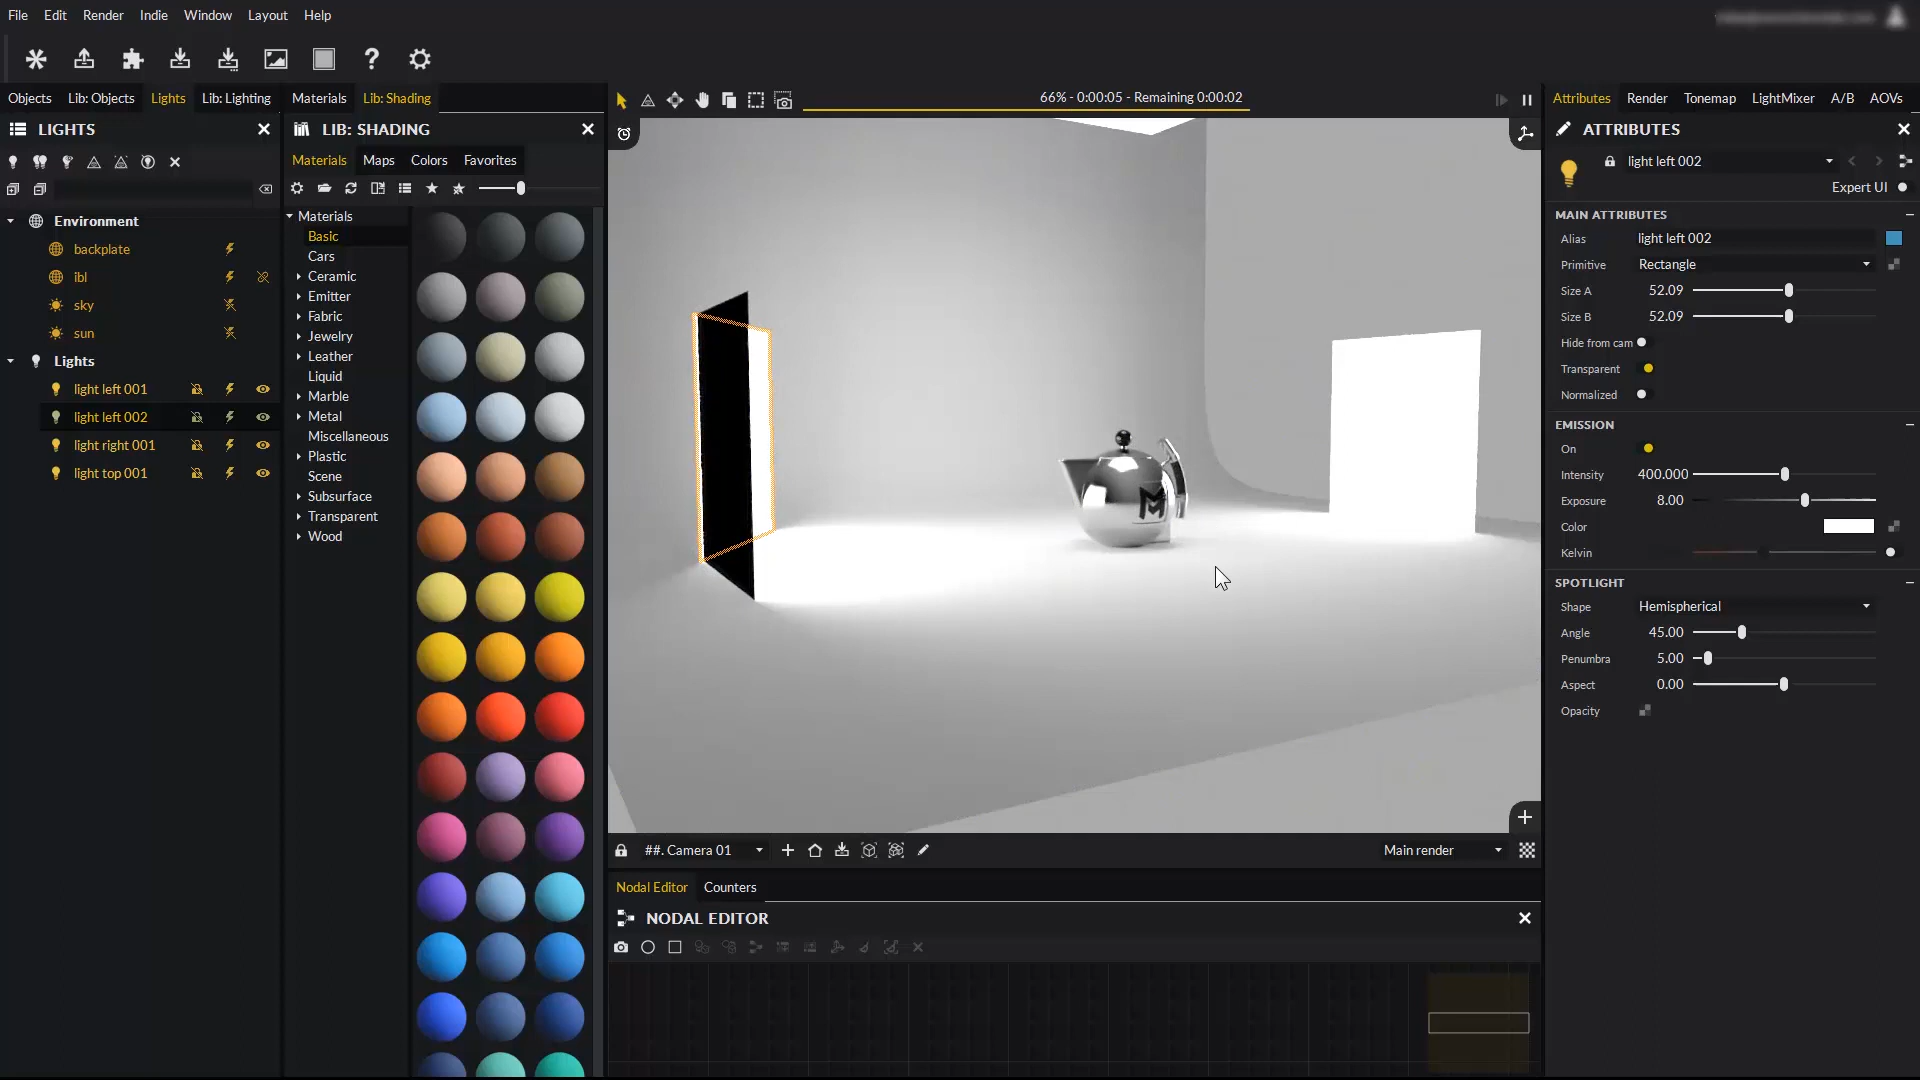 File Edit Render Indie Window Layout Help
Objects Lib: Objects Lights Lib: Lighting Materials Lib: Shading 66% - 0:00:05 - Remaining 0:00:02 Attributes Render Tonemap LightMixer A/B AOVs
LIGHTS LIB: SHADING ATTRIBUTES
Materials Maps Colors Favorites
light left 002
Expert UI
Environment
backplate
ibl
sky
sun
Lights
light left 001
light left 002
light right 001
light top 001
Materials
Basic
Cars
Ceramic
Emitter
Fabric
Jewelry
Leather
Liquid
Marble
Metal
Miscellaneous
Plastic
Scene
Subsurface
Transparent
Wood
M
MAIN ATTRIBUTES
Alias light left 002
Primitive Rectangle
Size A 52.09
Size B 52.09
Hide from cam
Transparent
Normalized
EMISSION
On
Intensity 400.000
Exposure 8.00
Color
Kelvin
SPOTLIGHT
Shape Hemispherical
Angle 45.00
Penumbra 5.00
Aspect 0.00
Opacity
##. Camera 01 Main render
Nodal Editor Counters
NODAL EDITOR